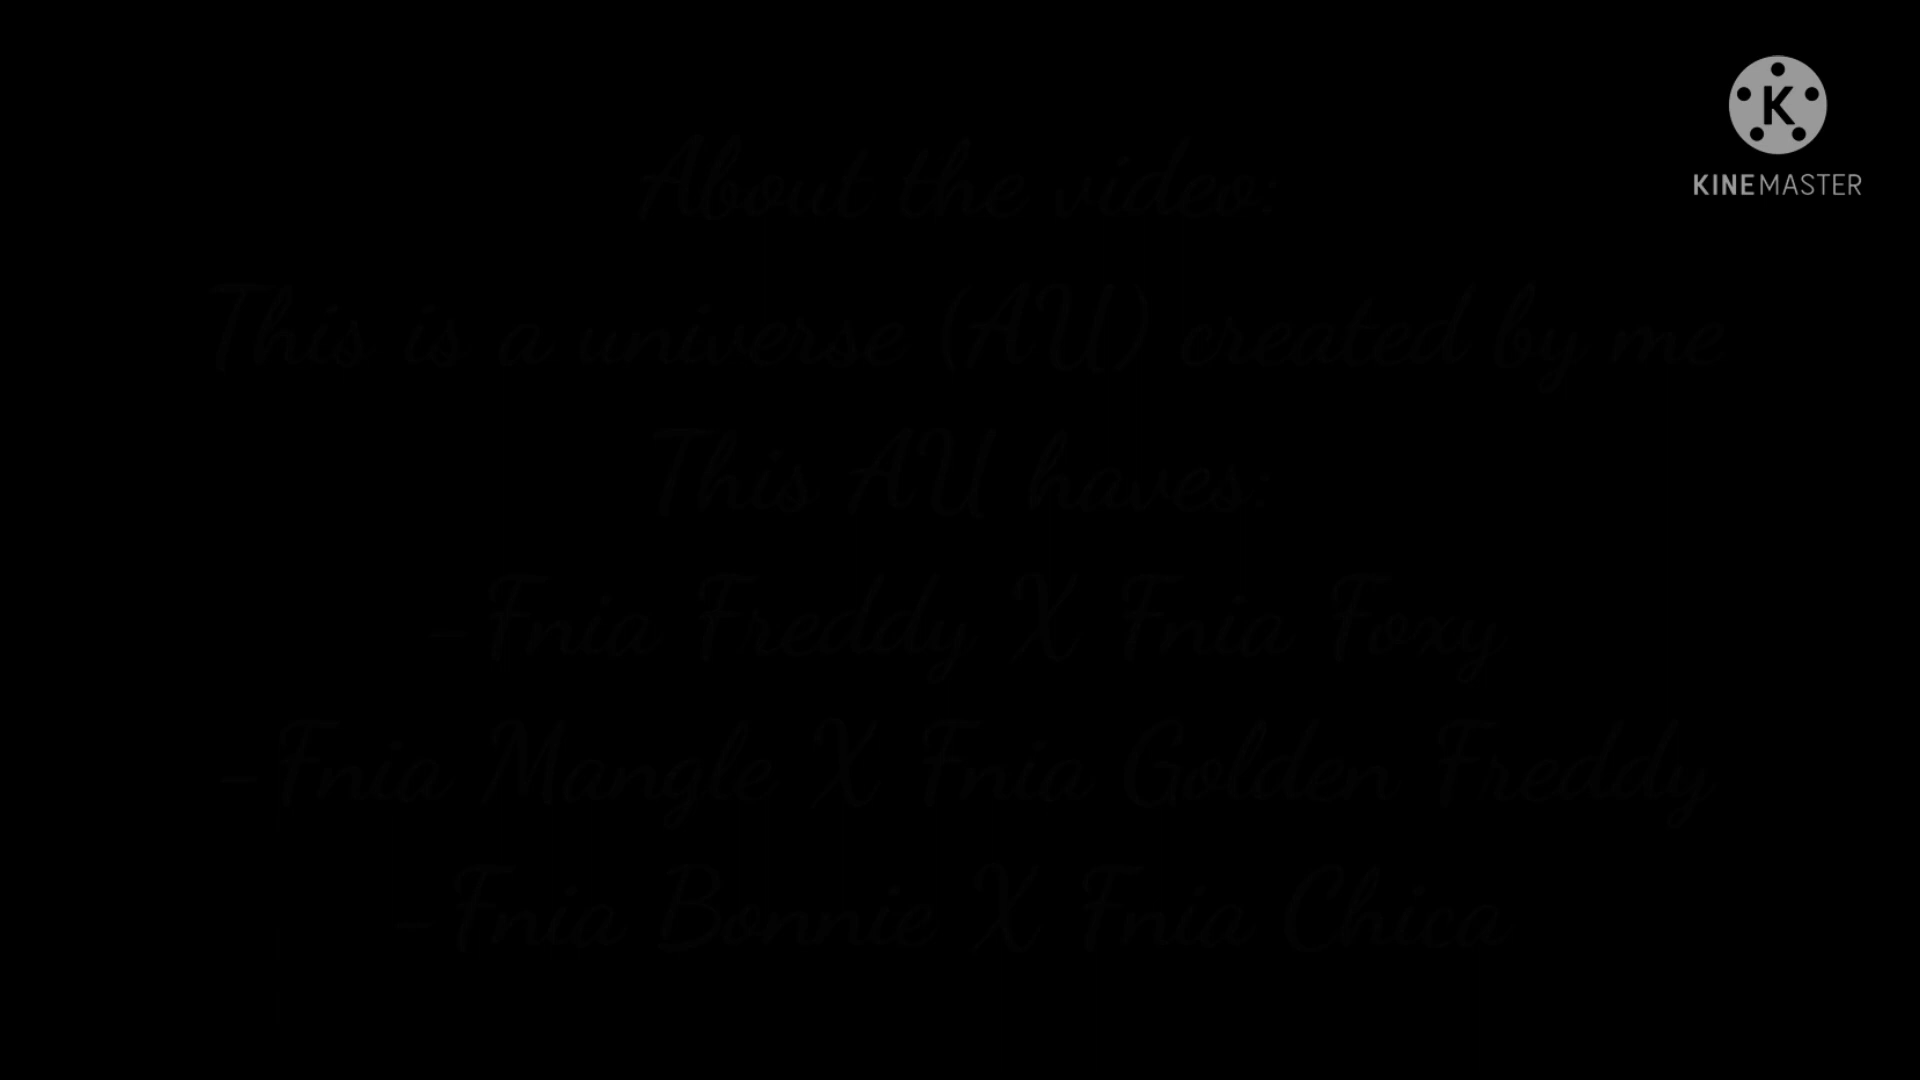 KINEMASTER
About the video:
This is a universe (AU) created by me
This AU haves:
-Fnia Freddy X Fnia Foxy
-Fnia Mangle X Fnia Golden Freddy
-Fnia Bonnie X Fnia Chica